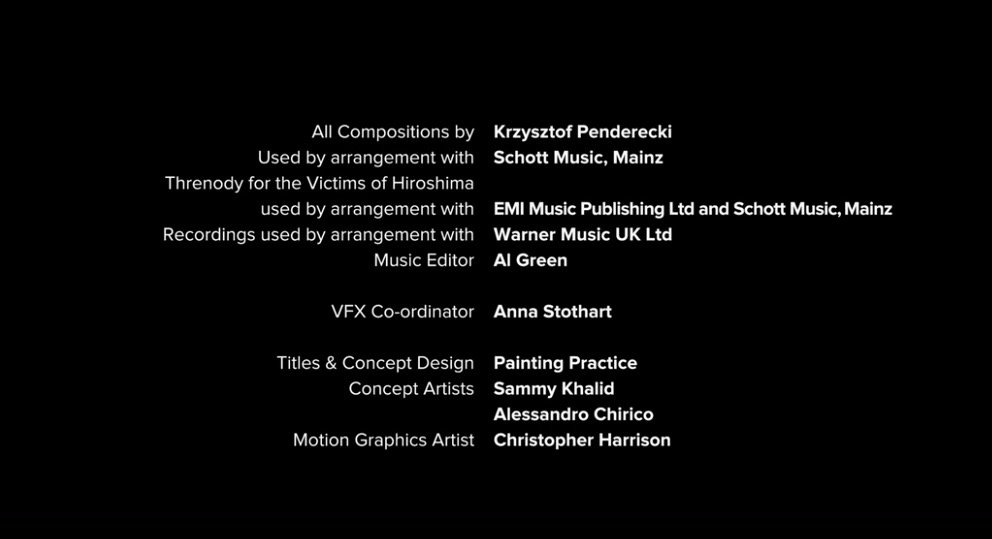 All Compositions by Krzysztof Penderecki
Used by arrangement with Schott Music, Mainz
Threnody for the Victims of Hiroshima
used by arrangement with EMI Music Publishing Ltd and Schott Music, Mainz
Recordings used by arrangement with Warner Music UK Ltd
Music Editor Al Green
VFX Co-ordinator Anna Stothart
Titles & Concept Design Painting Practice
Concept Artists Sammy Khalid
Alessandro Chirico
Motion Graphics Artist Christopher Harrison